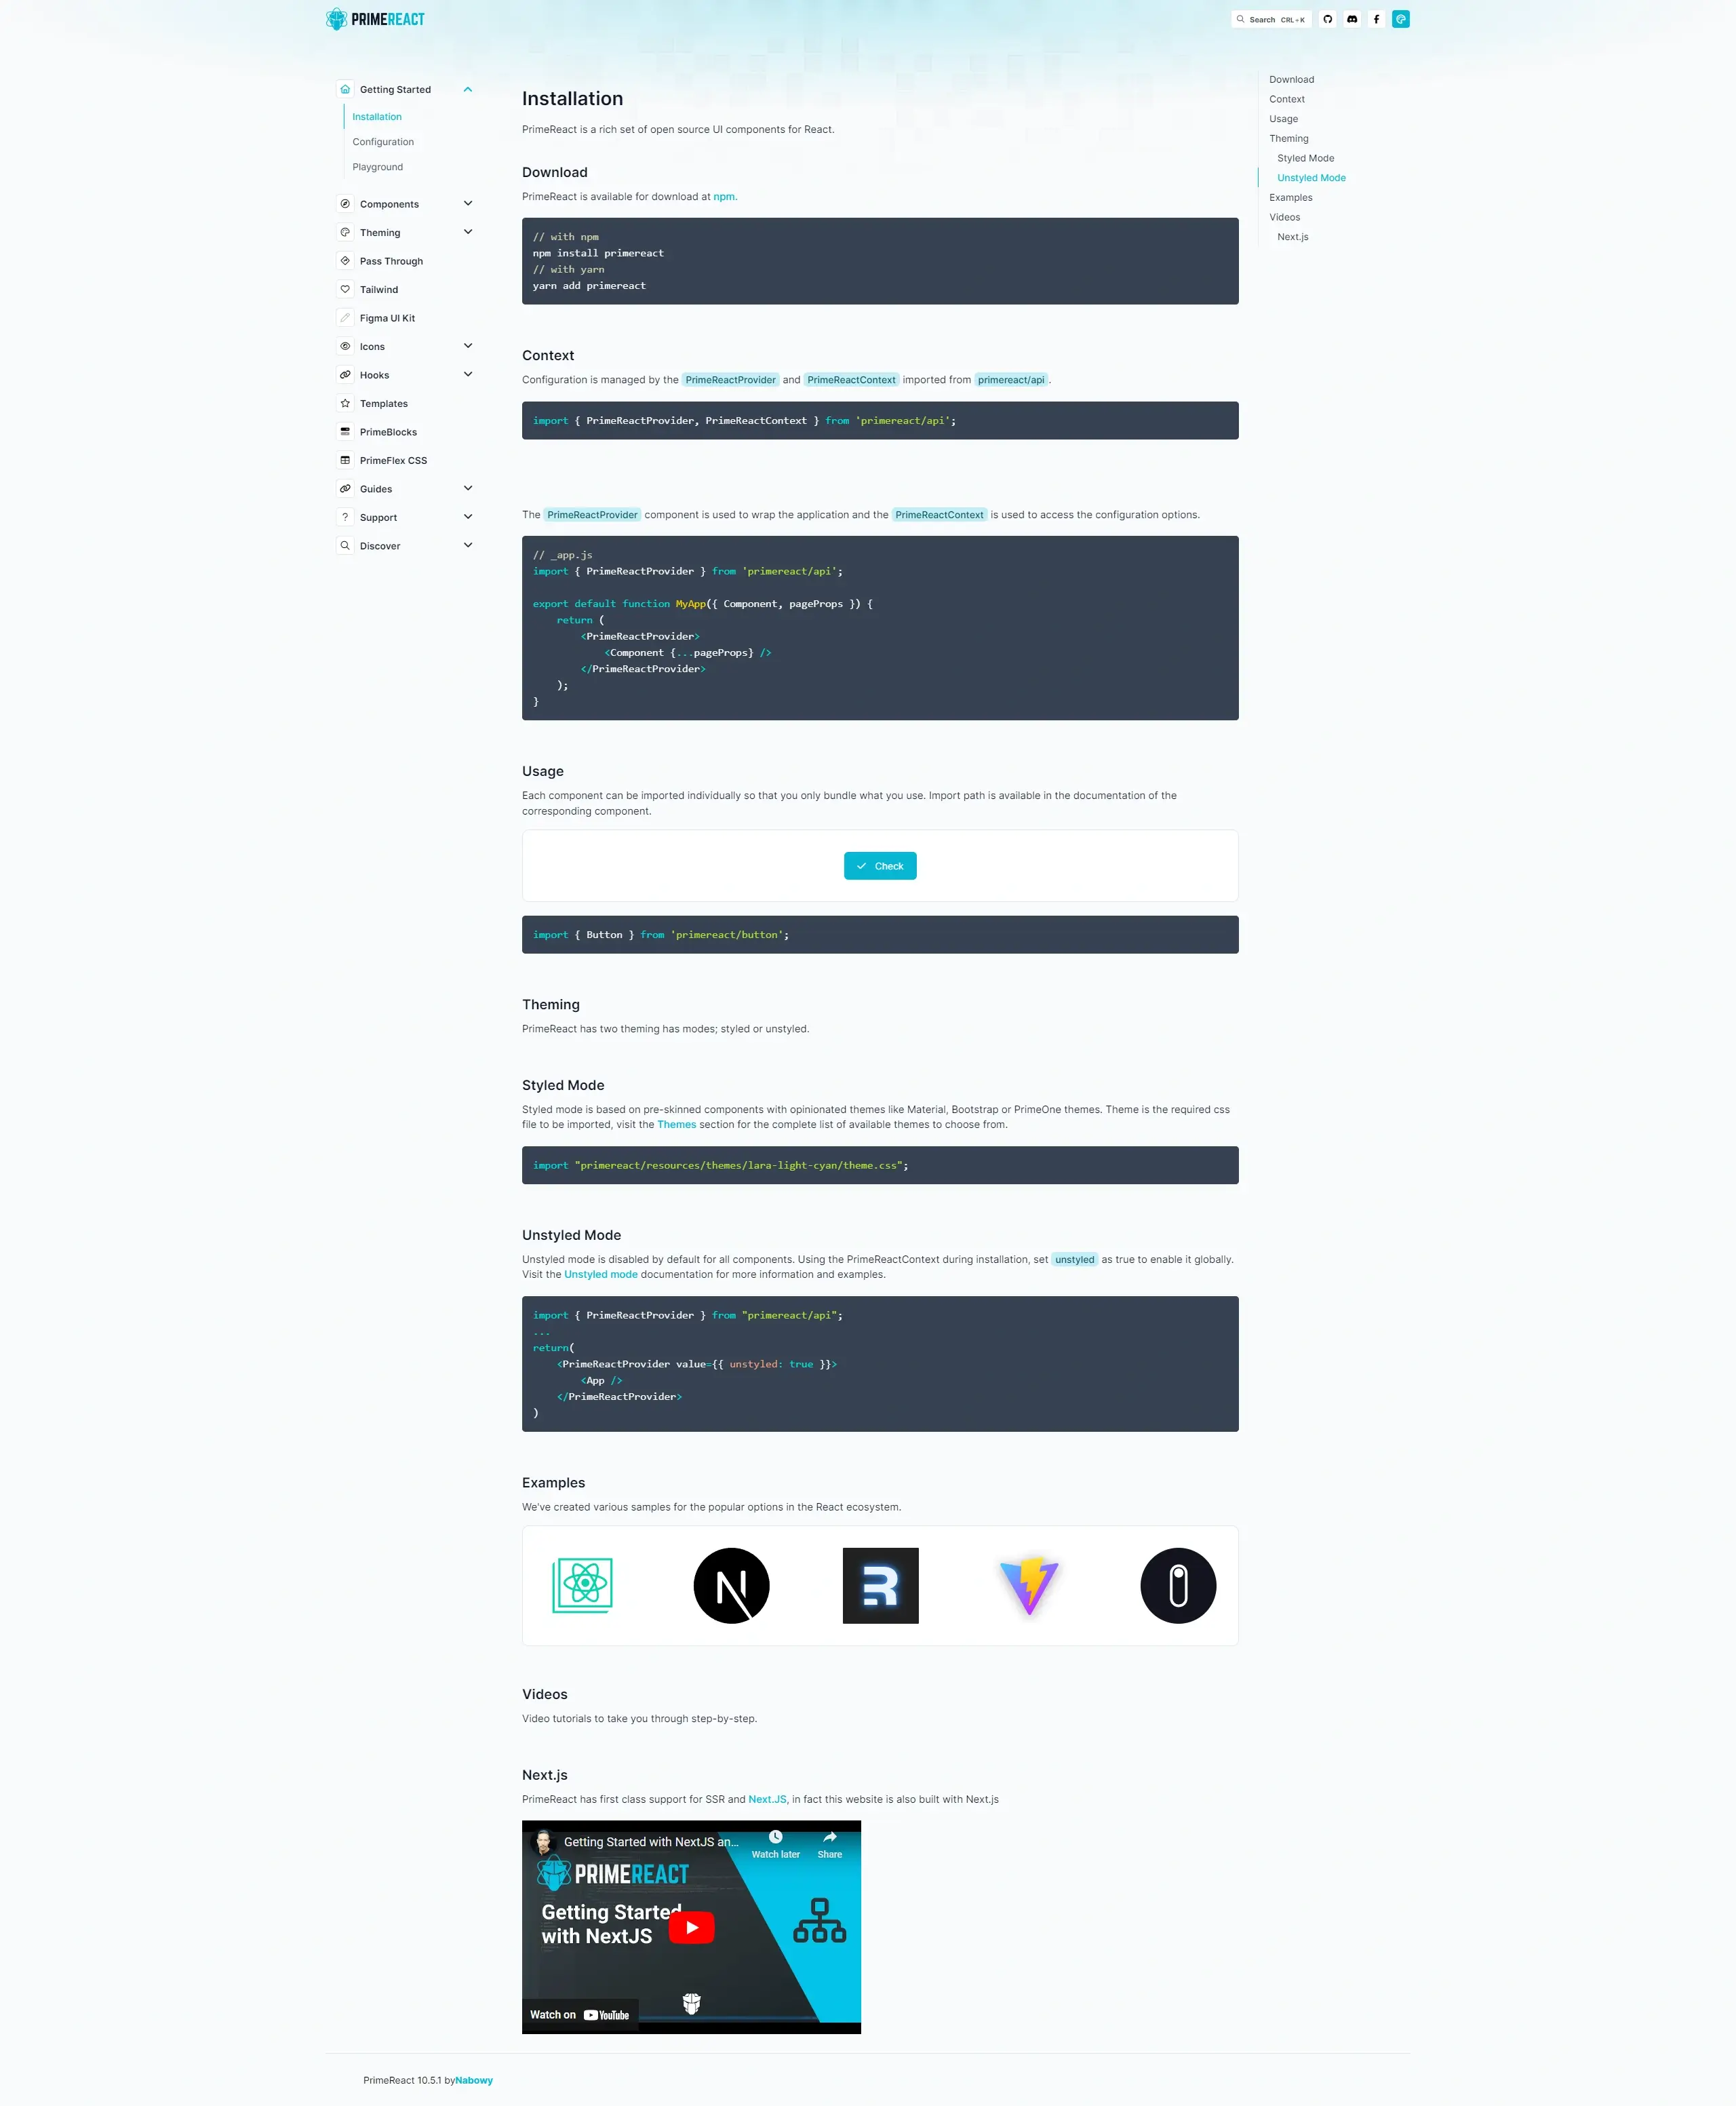 PRIMEREACT
Search CRL+K
Getting Started
Installation
Configuration
Playground
Components
Theming
Pass Through
Tailwind
Figma UI Kit
Icons
Hooks
Templates
PrimeBlocks
PrimeFlex CSS
Guides
Support
Discover
Installation
PrimeReact is a rich set of open source UI components for React.
Download
PrimeReact is available for download at npm.
// with npm
npm install primereact
// with yarn
yarn add primereact
Context
Configuration is managed by the PrimeReactProvider and PrimeReactContext imported from primereact/api.
import { PrimeReactProvider, PrimeReactContext } from 'primereact/api';
The PrimeReactProvider component is used to wrap the application and the PrimeReactContext is used to access the configuration options.
// _app.js
import { PrimeReactProvider } from 'primereact/api';
export default function MyApp({ Component, pageProps }) {
return (
<PrimeReactProvider>
<Component {...pageProps} />
</PrimeReactProvider>
);
}
Usage
Each component can be imported individually so that you only bundle what you use. Import path is available in the documentation of the
corresponding component.
Check
import { Button } from 'primereact/button';
Theming
PrimeReact has two theming has modes; styled or unstyled.
Styled Mode
Styled mode is based on pre-skinned components with opinionated themes like Material, Bootstrap or PrimeOne themes. Theme is the required css
file to be imported, visit the Themes section for the complete list of available themes to choose from.
import "primereact/resources/themes/lara-light-cyan/theme.css";
Unstyled Mode
Unstyled mode is disabled by default for all components. Using the PrimeReactContext during installation, set unstyled as true to enable it globally.
Visit the Unstyled mode documentation for more information and examples.
import { PrimeReactProvider } from "primereact/api";
...
return(
<PrimeReactProvider value={{ unstyled: true }}>
<App />
</PrimeReactProvider>
)
Examples
We've created various samples for the popular options in the React ecosystem.
Videos
Video tutorials to take you through step-by-step.
Next.js
PrimeReact has first class support for SSR and Next.JS, in fact this website is also built with Next.js
Getting Started with NextJS an...
Watch later
Share
PRIMEREACT
Getting Started
with NextJS
Watch on YouTube
Download
Context
Usage
Theming
Styled Mode
Unstyled Mode
Examples
Videos
Next.js
PrimeReact 10.5.1 byNabowy